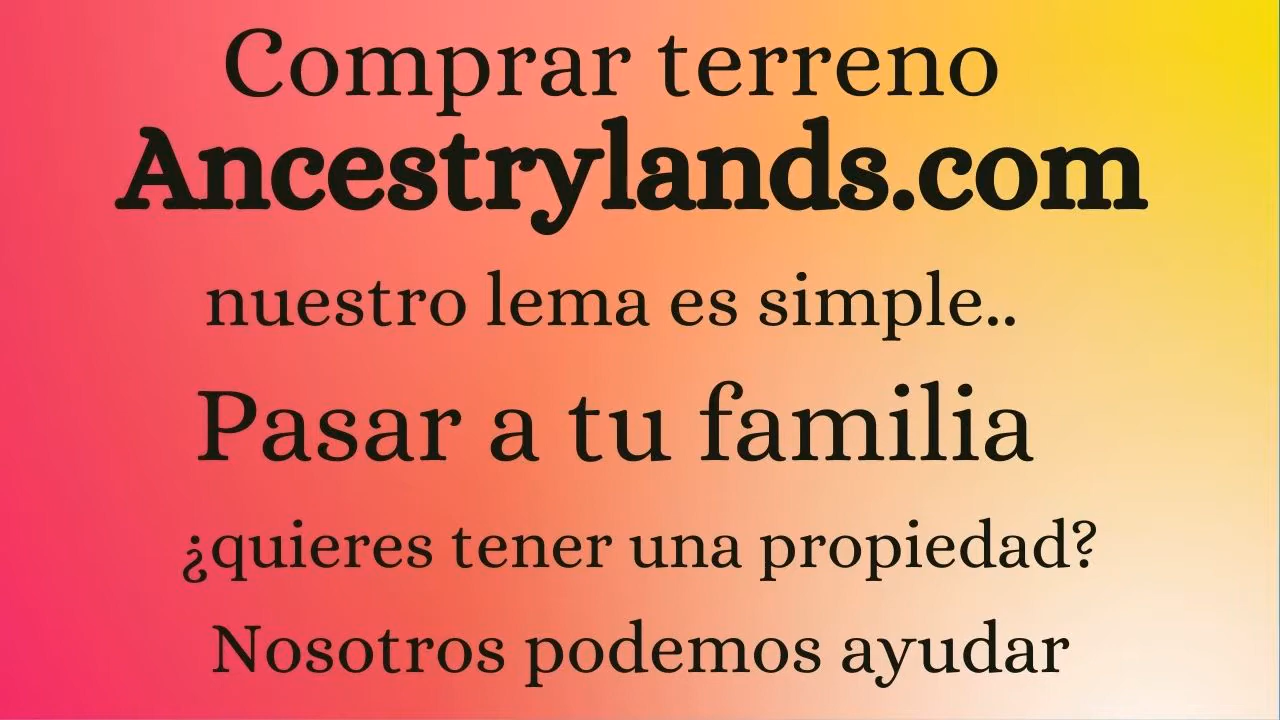 Comprar terreno
Ancestrylands.com
nuestro lema es simple..
Pasar a tu familia
¿quieres tener una propiedad?
Nosotros podemos ayudar